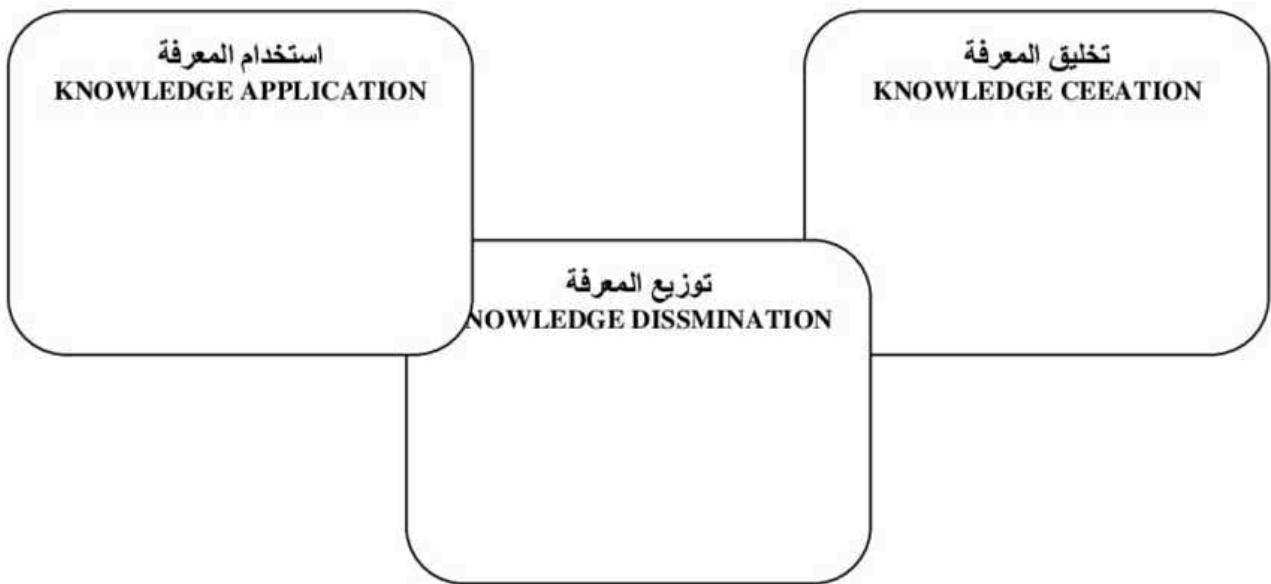 تخليق المعرفة
KNOWLEDGE CEEATION
استخدام المعرفة
KNOWLEDGE APPLICATION
توزيع المعرفة
NOWLEDGE DISSMINATION